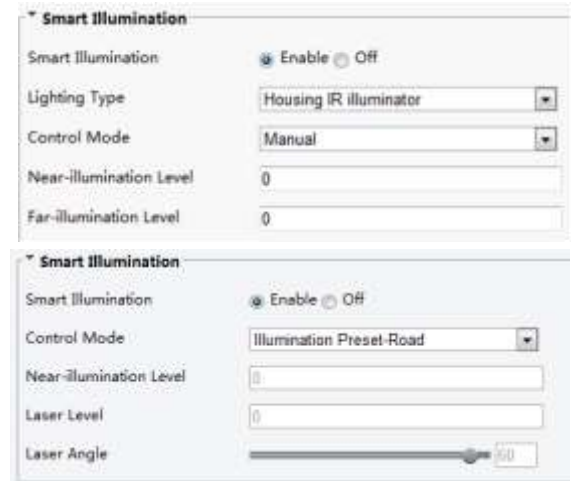 Smart Illumination
Smart Illumination Enable Off
Lighting Type Housing IR illuminator
Control Mode Manual
Near-illumination Level 0
Far-illumination Level 0
Smart Illumination
Smart Illumination Enable Off
Control Mode Illumination Preset-Road
Near-illumination Level 0
Laser Level 0
Laser Angle 60